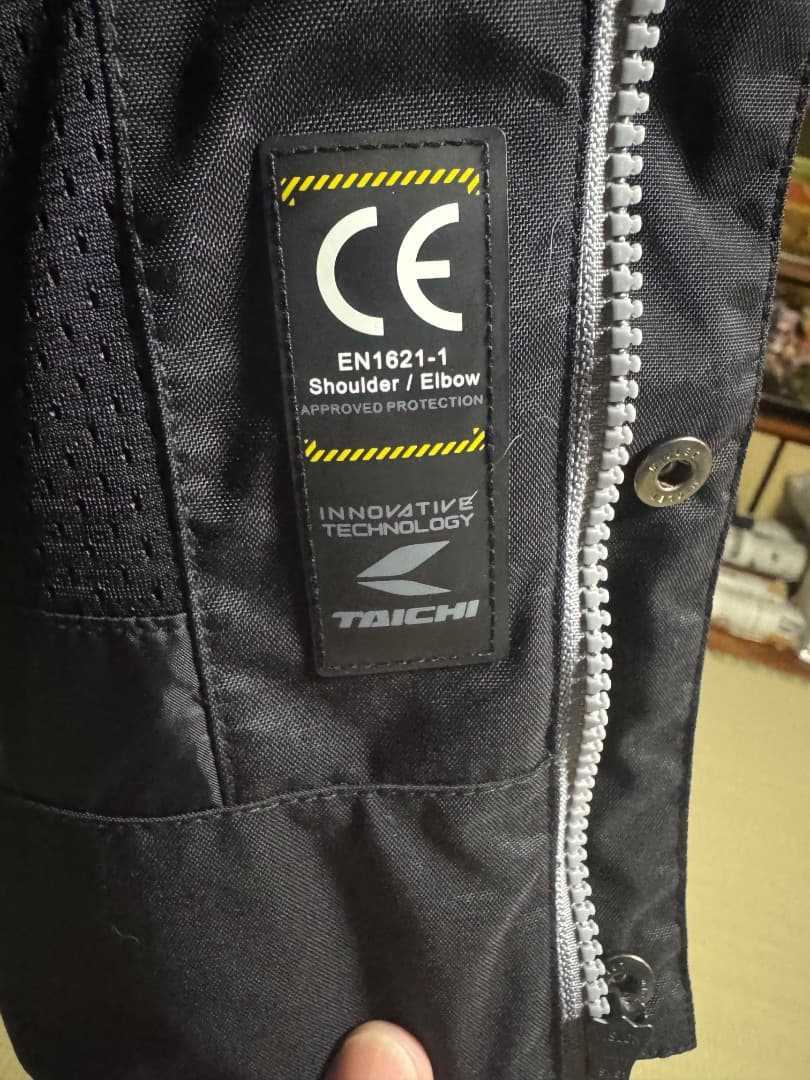 CE
EN1621-1
Shoulder / Elbow
APPROVED PROTECTION
INNOVATIVE
TECHNOLOGY
TAICHI